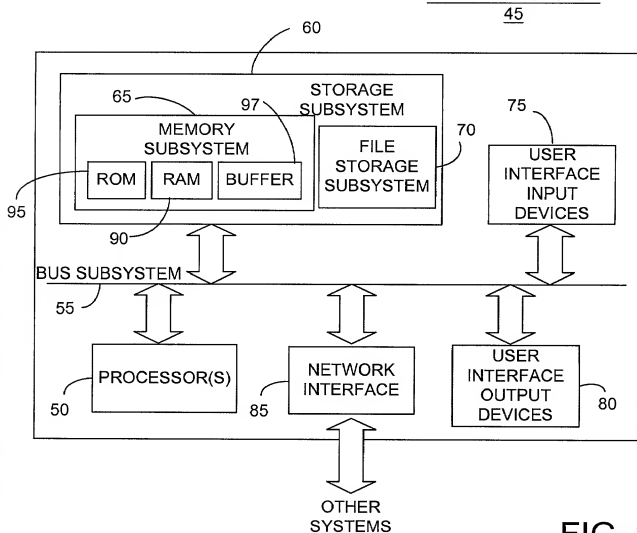 45
60
STORAGE
SUBSYSTEM
65
97
MEMORY
SUBSYSTEM
ROM
RAM
BUFFER
FILE
STORAGE
SUBSYSTEM
70
75
USER
INTERFACE
INPUT
DEVICES
95
90
BUS SUBSYSTEM
55
PROCESSOR(S)
50
NETWORK
INTERFACE
85
USER
INTERFACE
OUTPUT
DEVICES
80
OTHER
SYSTEMS
FIG